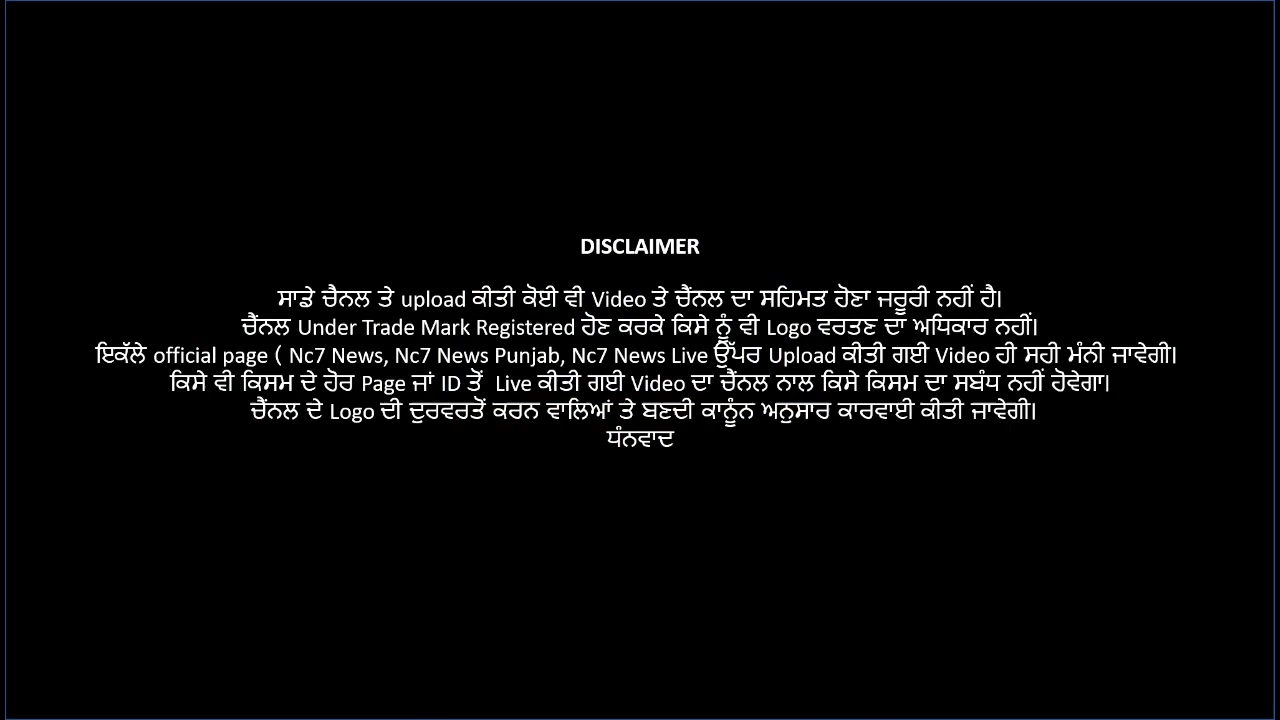 DISCLAIMER
ਸਾਡੇ ਚੈਨਲ ਤੇ upload ਕੀਤੀ ਕੋਈ ਵੀ Video ਤੇ ਚੈੱਨਲ ਦਾ ਸਹਿਮਤ ਹੋਣਾ ਜਰੂਰੀ ਨਹੀਂ ਹੈ।
ਚੈੱਨਲ Under Trade Mark Registered ਹੋਣ ਕਰਕੇ ਕਿਸੇ ਨੂੰ ਵੀ Logo ਵਰਤਣ ਦਾ ਅਧਿਕਾਰ ਨਹੀਂ।
ਇਕੱਲੇ official page ( Nc7 News, Nc7 News Punjab, Nc7 News Live ਉੱਪਰ Upload ਕੀਤੀ ਗਈ Video ਹੀ ਸਹੀ ਮੰਨੀ ਜਾਵੇਗੀ।
ਕਿਸੇ ਵੀ ਕਿਸਮ ਦੇ ਹੋਰ Page ਜਾਂ ID ਤੋਂ Live ਕੀਤੀ ਗਈ Video ਦਾ ਚੈੱਨਲ ਨਾਲ ਕਿਸੇ ਕਿਸਮ ਦਾ ਸਬੰਧ ਨਹੀਂ ਹੋਵੇਗਾ।
ਚੈੱਨਲ ਦੇ Logo ਦੀ ਦੁਰਵਰਤੋਂ ਕਰਨ ਵਾਲਿਆਂ ਤੇ ਬਣਦੀ ਕਾਨੂੰਨ ਅਨੁਸਾਰ ਕਾਰਵਾਈ ਕੀਤੀ ਜਾਵੇਗੀ।
ਧੰਨਵਾਦ